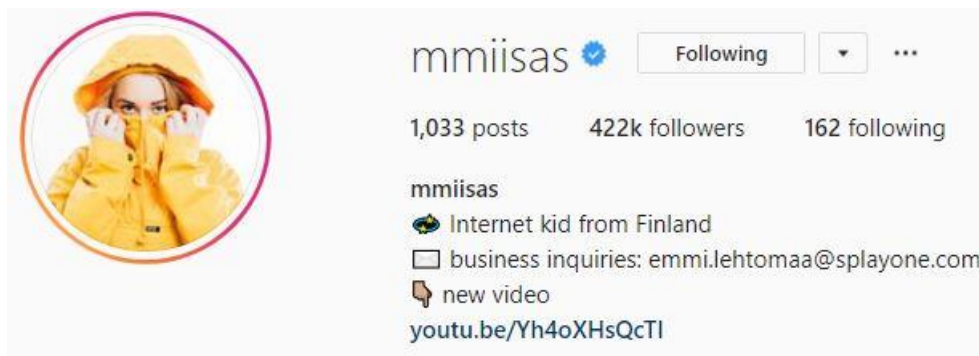 mmiisas Following
1,033 posts 422k followers 162 following
mmiisas
Internet kid from Finland
business inquiries: emmi.lehtomaa@splayone.com
new video
youtu.be/Yh4oXHsQcTI